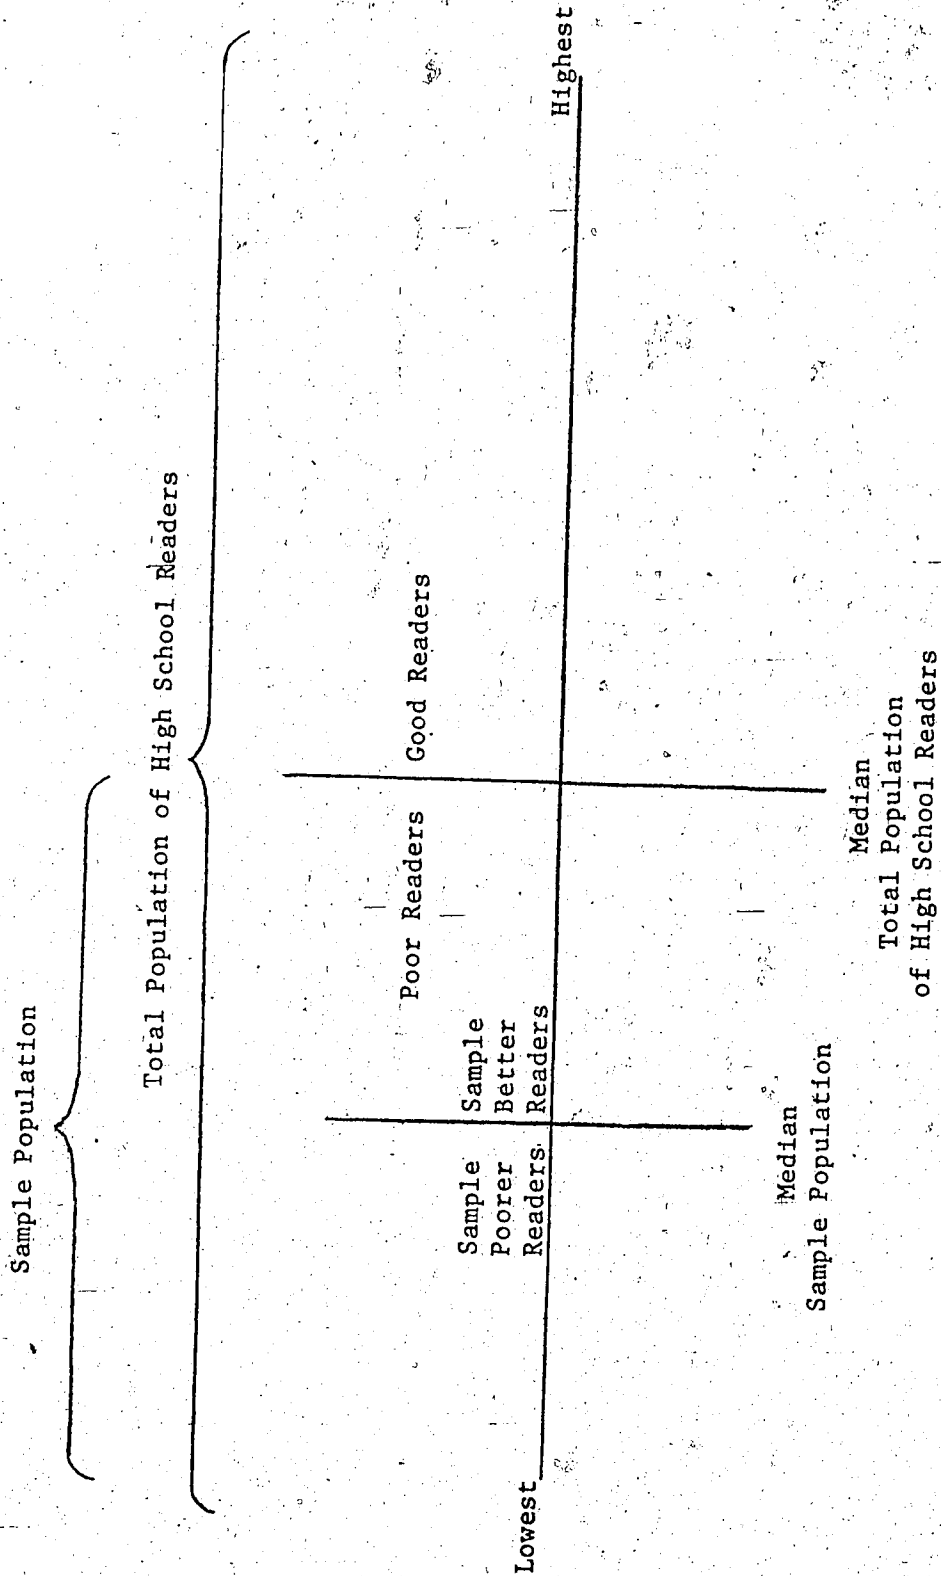 Sample Population
Total Population of High School Readers
Poor Readers
Good Readers
Sample
Poorer
Readers
Sample
Better
Readers
Lowest
Highest
Median
Sample Population
Median
Total Population
of High School Readers